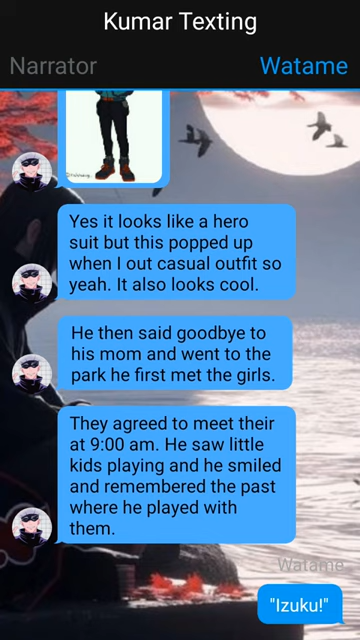 Kumar Texting
Narrator
Watame
Yes it looks like a hero
suit but this popped up
when I out casual outfit so
yeah. It also looks cool.
He then said goodbye to
his mom and went to the
park he first met the girls.
They agreed to meet their
at 9:00 am. He saw little
kids playing and he smiled
and remembered the past
where he played with
them.
Watame
"Izuku!"